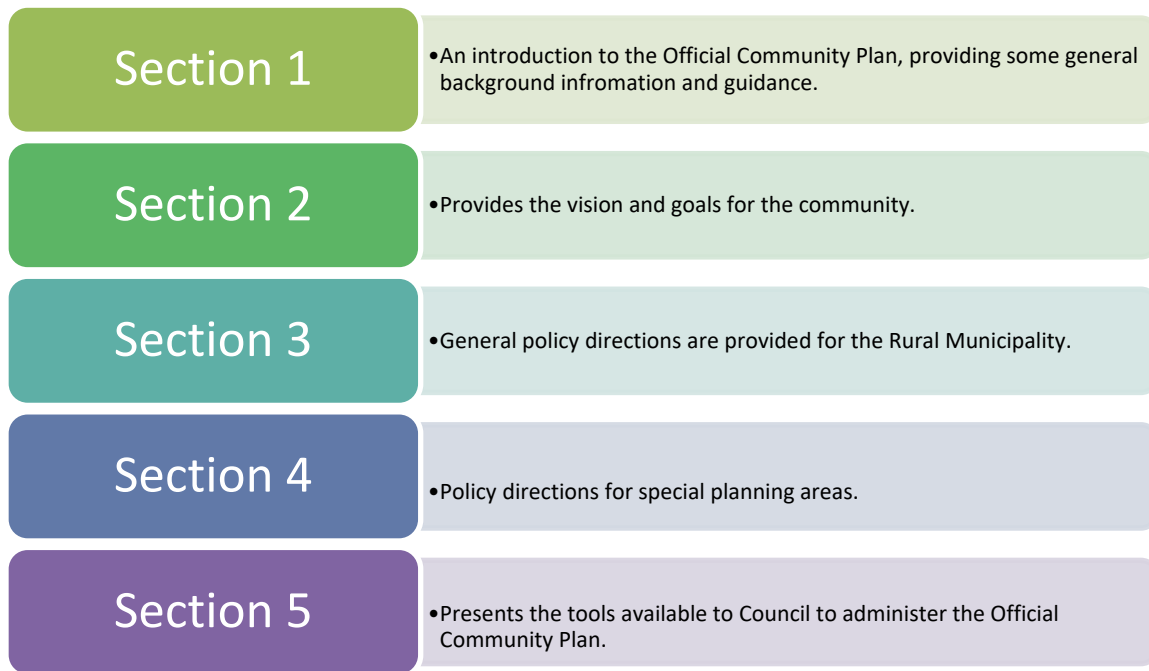 Section 1
•An introduction to the Official Community Plan, providing some general
background infromation and guidance.
Section 2
•Provides the vision and goals for the community.
Section 3
•General policy directions are provided for the Rural Municipality.
Section 4
•Policy directions for special planning areas.
Section 5
•Presents the tools available to Council to administer the Official
Community Plan.